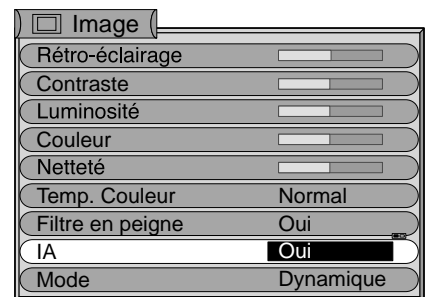 Image
Rétro-éclairage
Contraste
Luminosité
Couleur
Netteté
Temp. Couleur Normal
Filtre en peigne Oui
IA Oui
Mode Dynamique